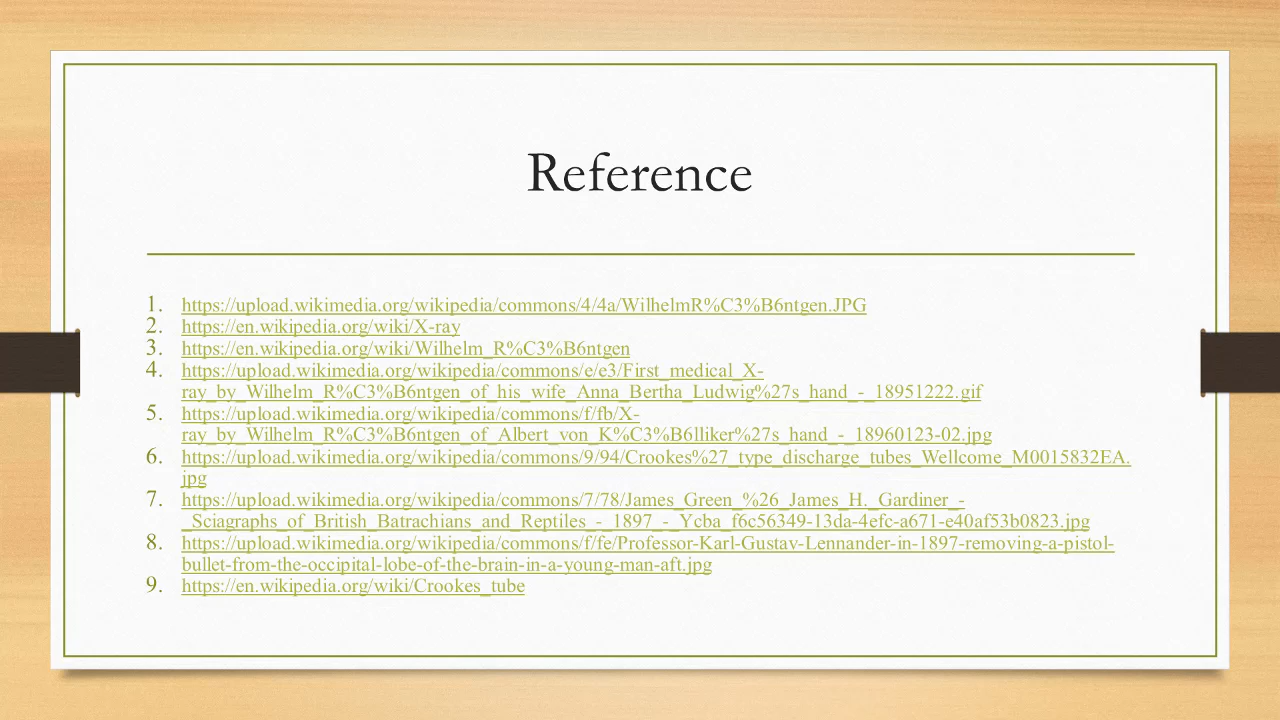 Reference
1. https://upload.wikimedia.org/wikipedia/commons/4/4a/WilhelmR%C3%B6ntgen.JPG
2. https://en.wikipedia.org/wiki/X-ray
3. https://en.wikipedia.org/wiki/Wilhelm_R%C3%B6ntgen
4. https://upload.wikimedia.org/wikipedia/commons/e/e3/First_medical_X-
ray_by_Wilhelm_R%C3%B6ntgen_of_his_wife_Anna_Bertha_Ludwig%27s_hand_-_18951222.gif
5. https://upload.wikimedia.org/wikipedia/commons/f/fb/X-
ray_by_Wilhelm_R%C3%B6ntgen_of_Albert_von_K%C3%B6lliker%27s_hand_-_18960123-02.jpg
6. https://upload.wikimedia.org/wikipedia/commons/9/94/Crookes%27_type_discharge_tubes_Wellcome_M0015832EA.
jpg
7. https://upload.wikimedia.org/wikipedia/commons/7/78/James_Green_%26_James_H._Gardiner_-
_Sciagraphs_of_British_Batrachians_and_Reptiles_-_1897_-_Ycba_f6c56349-13da-4efc-a671-e40af53b0823.jpg
8. https://upload.wikimedia.org/wikipedia/commons/f/fe/Professor-Karl-Gustav-Lennander-in-1897-removing-a-pistol-
bullet-from-the-occipital-lobe-of-the-brain-in-a-young-man-aft.jpg
9. https://en.wikipedia.org/wiki/Crookes_tube